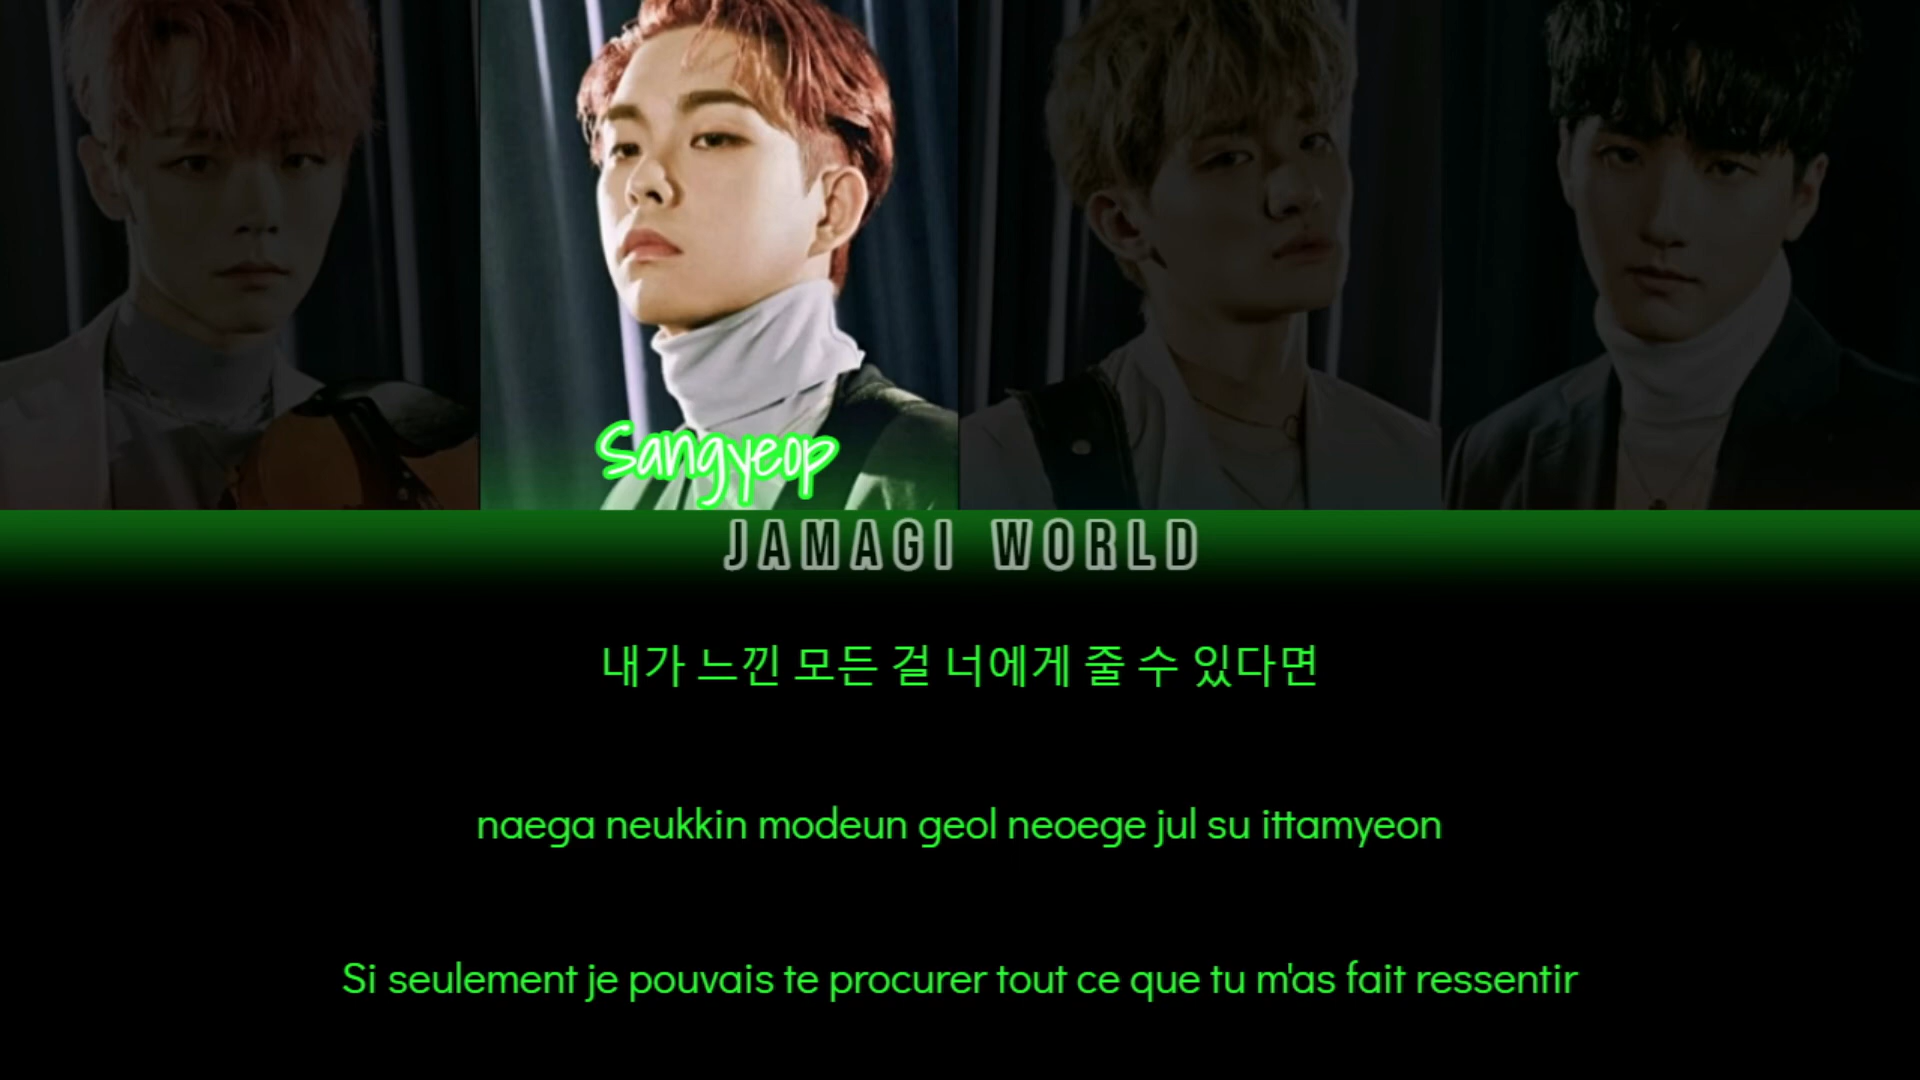 Sangyeop
JAMAGI WORLD
내가 느낀 모든 걸 너에게 줄 수 있다면
naega neukkin modeun geol neoege jul su ittamyeon
Si seulement je pouvais te procurer tout ce que tu m'as fait ressentir